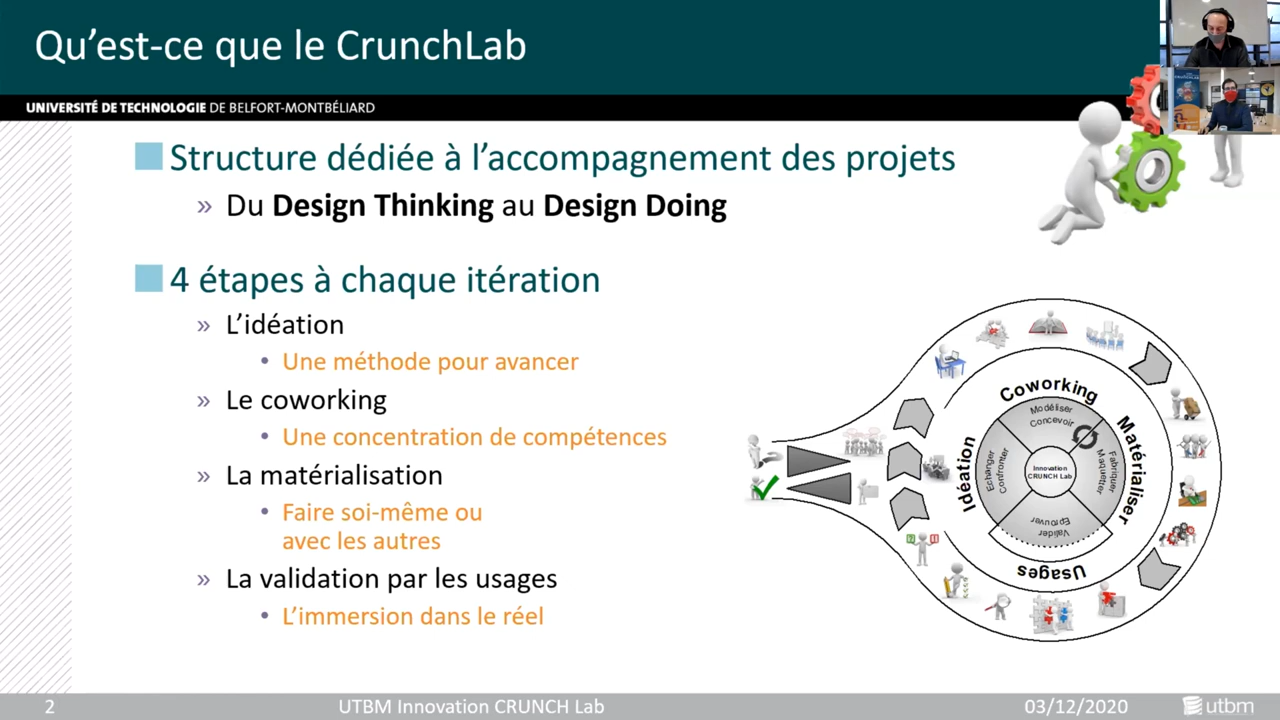 Qu’est-ce que le CrunchLab
UNIVERSITÉ DE TECHNOLOGIE DE BELFORT-MONTBÉLIARD
Structure dédiée à l’accompagnement des projets
» Du Design Thinking au Design Doing
4 étapes à chaque itération
» L’idéation
• Une méthode pour avancer
» Le coworking
• Une concentration de compétences
» La matérialisation
• Faire soi-même ou
avec les autres
» La validation par les usages
• L’immersion dans le réel
Coworking
Modéliser
Concevoir
Idéation
Echanger
Confronter
Innovation
CRUNCH Lab
Matérialiser
Fabriquer
Maquetter
Eprouver
Valider
Usages
2
UTBM Innovation CRUNCH Lab
03/12/2020
utbm